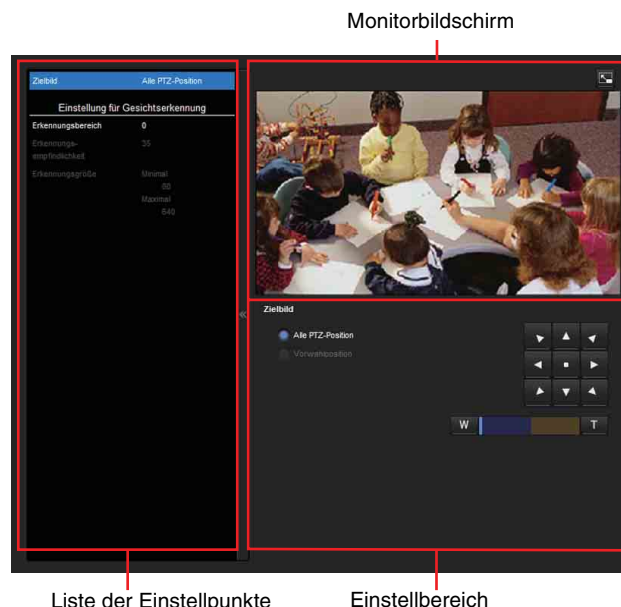 Monitorbildschirm
Zielbild Alle PTZ-Position
Einstellung für Gesichtserkennung
Erkennungsbereich 0
Erkennungs- 35
empfindlichkeit
Erkennungsgröße Minimal
60
Maximal
640
Zielbild
Alle PTZ-Position
Vorwahlposition
W T
Liste der Einstellpunkte
Einstellbereich